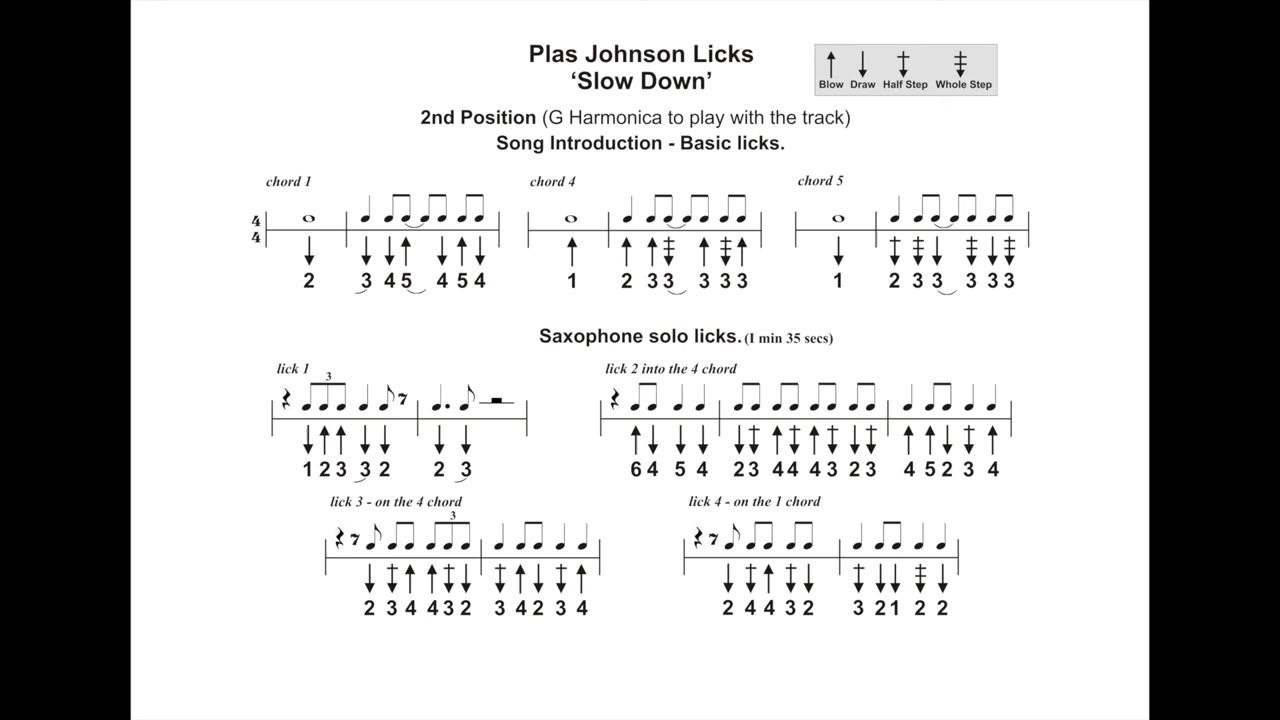 Plas Johnson Licks
‘Slow Down’
Blow Draw Half Step Whole Step
2nd Position (G Harmonica to play with the track)
Song Introduction - Basic licks.
chord 1
4
4
2 3 4 5 4 5 4
chord 4
1 2 3 3 3 3 3
chord 5
1 2 3 3 3 3 3
Saxophone solo licks. (I min 35 secs)
lick 1
3
1 2 3 3 2 2 3
lick 2 into the 4 chord
6 4 5 4 2 3 4 4 4 3 2 3 4 5 2 3 4
lick 3 - on the 4 chord
3
2 3 4 4 3 2 3 4 2 3 4
lick 4 - on the 1 chord
2 4 4 3 2 3 2 1 2 2